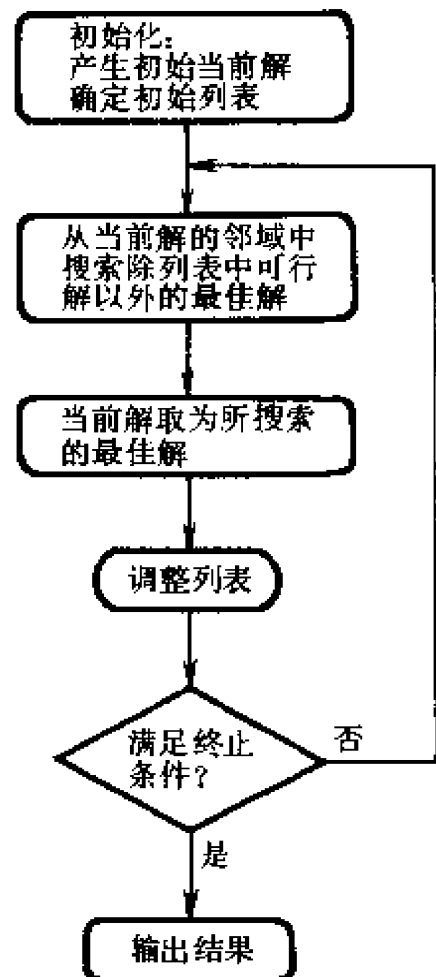 初始化：
产生初始当前解
确定初始列表
从当前解的邻域中
搜索除列表中可行
解以外的最佳解
当前解取为所搜索
的最佳解
调整列表
满足终止
条件？
否
是
输出结果